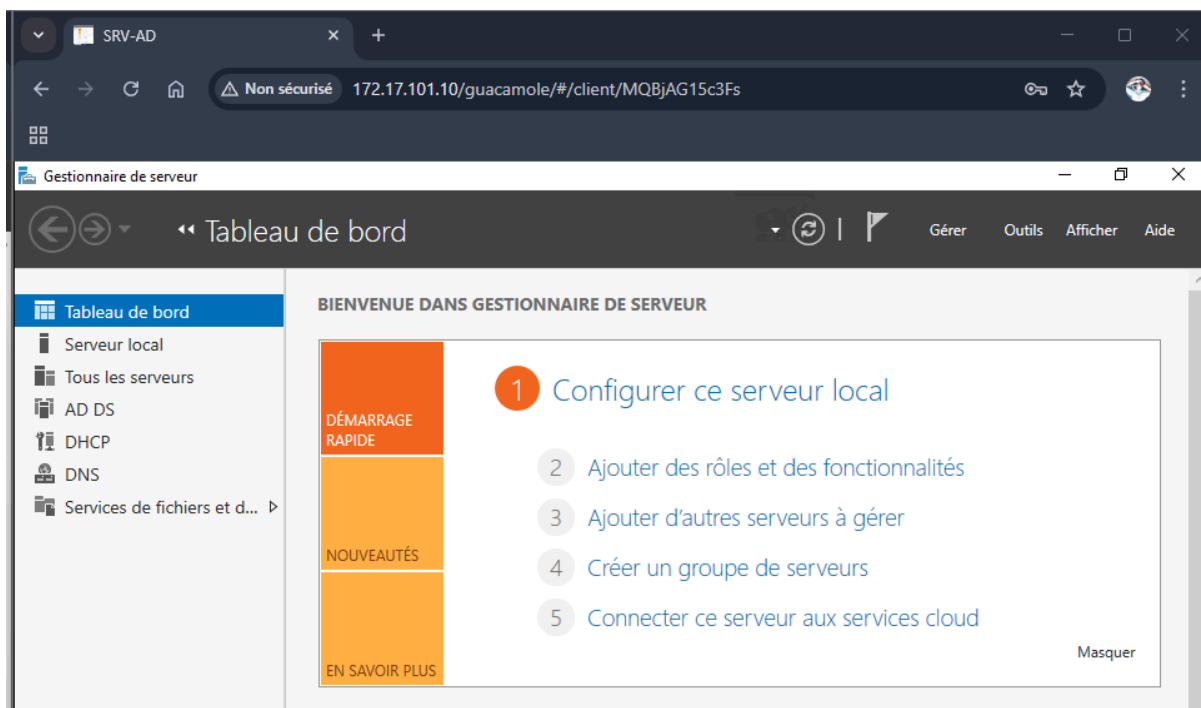 SRV-AD
Non sécurisé 172.17.101.10/guacamole/#/client/MQBjAG15c3Fs
Gestionnaire de serveur
Tableau de bord
Gérer Outils Afficher Aide
Tableau de bord
Serveur local
Tous les serveurs
AD DS
DHCP
DNS
Services de fichiers et d...
BIENVENUE DANS GESTIONNAIRE DE SERVEUR
DÉMARRAGE
RAPIDE
NOUVEAUTÉS
EN SAVOIR PLUS
1 Configurer ce serveur local
2 Ajouter des rôles et des fonctionnalités
3 Ajouter d'autres serveurs à gérer
4 Créer un groupe de serveurs
5 Connecter ce serveur aux services cloud
Masquer